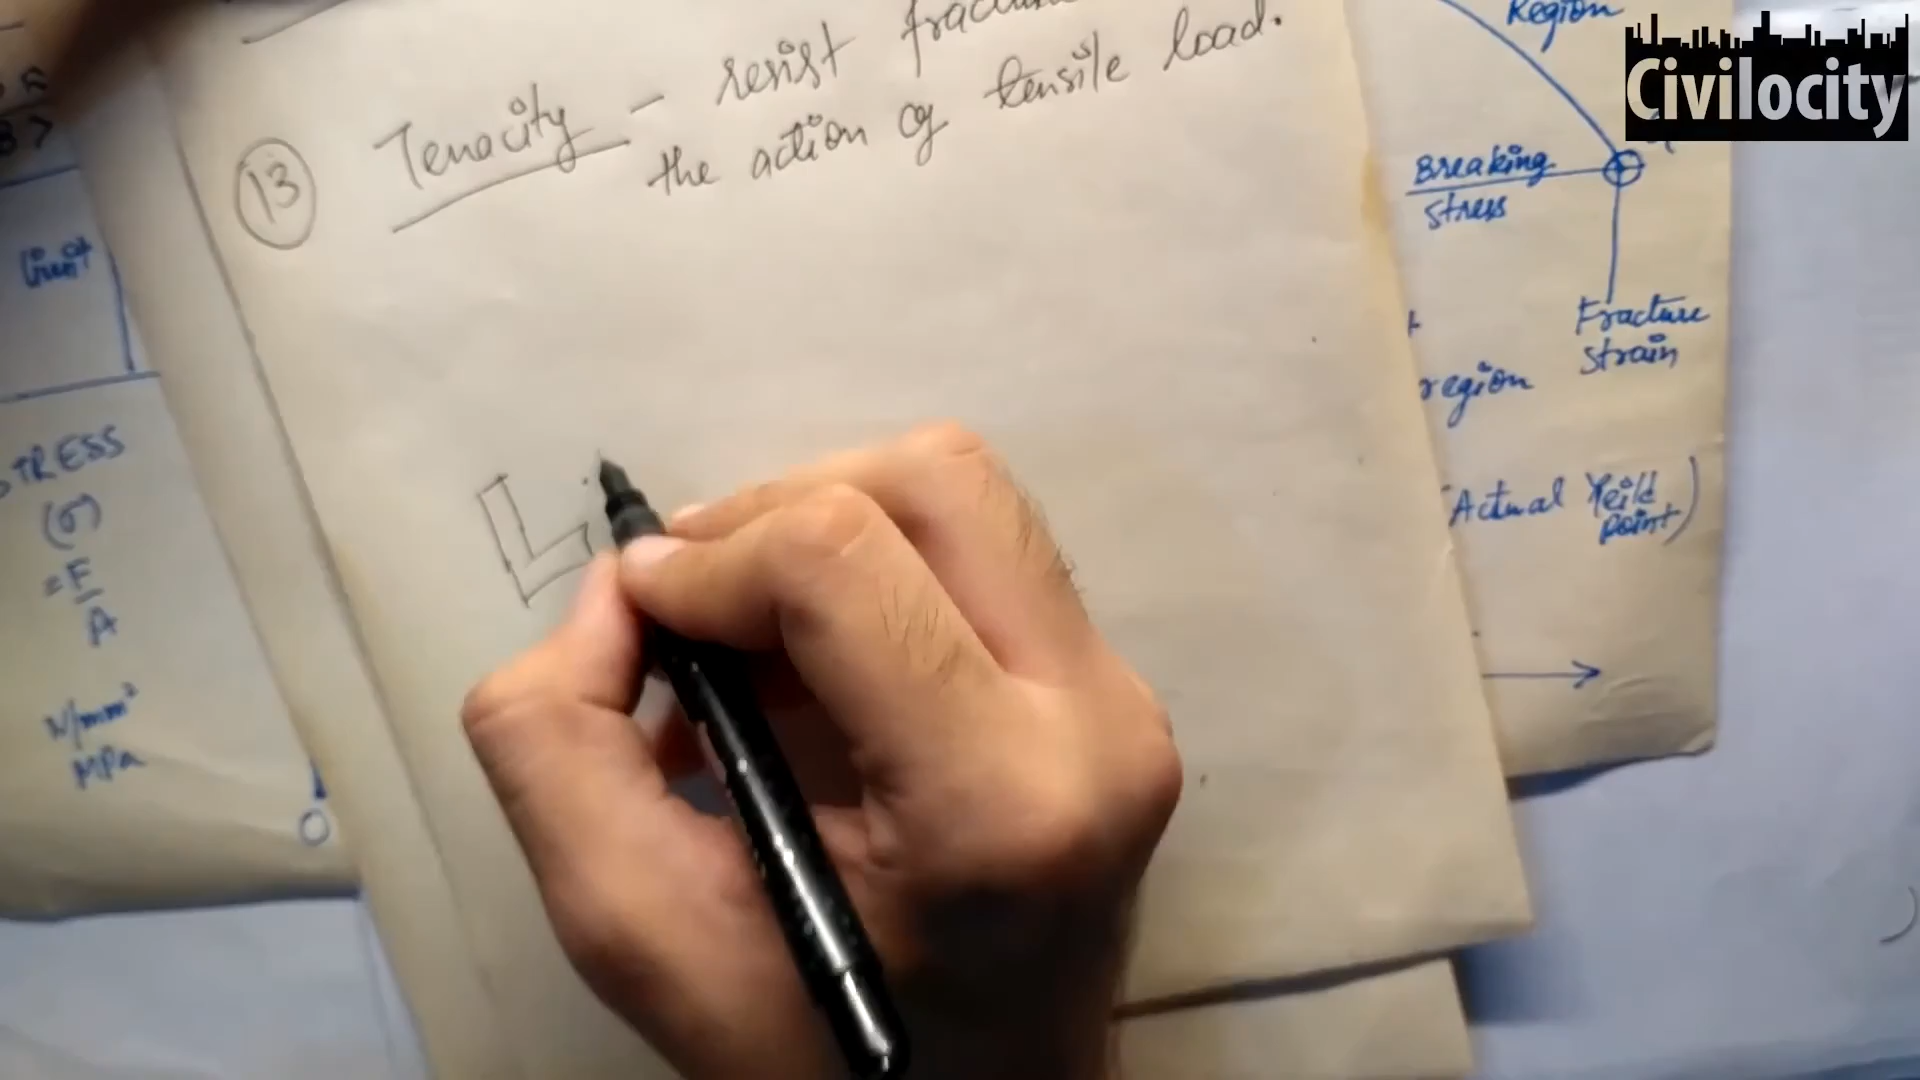 Region
Civilocity
13 Tenacity - resist
the action of tensile load.
Breaking
stress
Fracture
strain
region
(Actual Yeild
point)
limit
STRESS
(σ)
= F
A
N/mm²
MPa
O
L